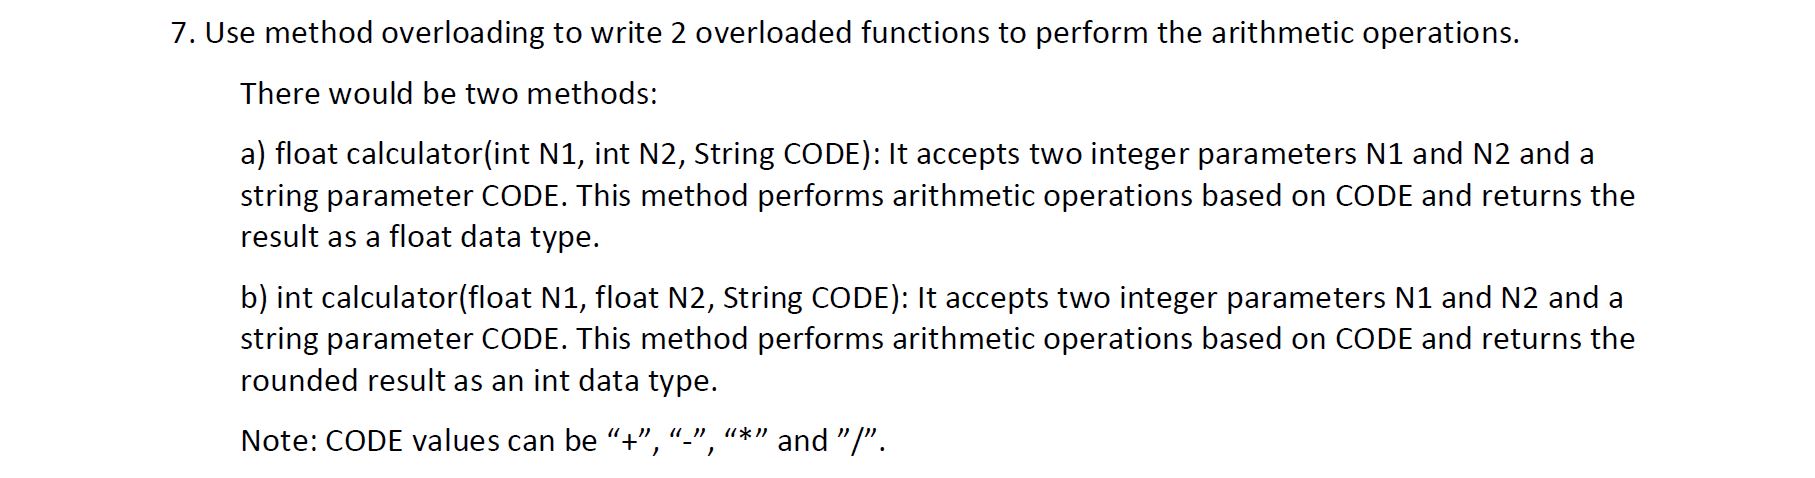 7. Use method overloading to write 2 overloaded functions to perform the arithmetic operations.
There would be two methods:
a) float calculator(int N1, int N2, String CODE): It accepts two integer parameters N1 and N2 and a
string parameter CODE. This method performs arithmetic operations based on CODE and returns the
result as a float data type.
b) int calculator(float N1, float N2, String CODE): It accepts two integer parameters N1 and N2 and a
string parameter CODE. This method performs arithmetic operations based on CODE and returns the
rounded result as an int data type.
Note: CODE values can be “+”, “-”, “*” and ”/”.